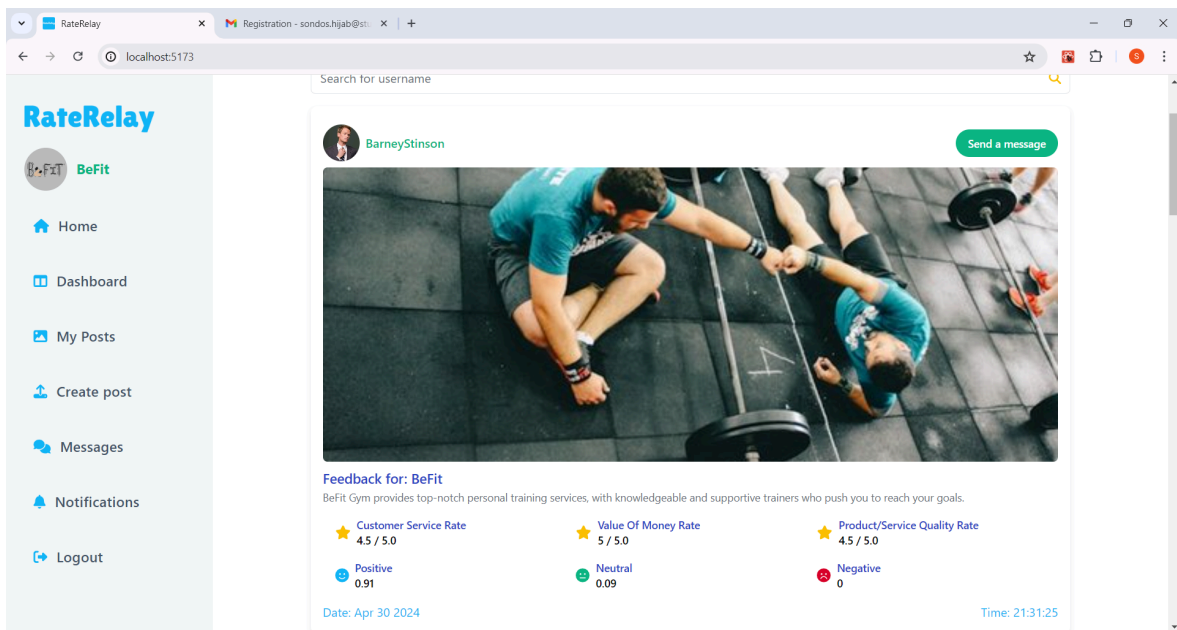 RateRelay
Registration - sondos.hijab@stu
localhost:5173
S
RateRelay
BeFit
BeFit
Home
Dashboard
My Posts
Create post
Messages
Notifications
Logout
Search for username
BarneyStinson
Send a message
Feedback for: BeFit
BeFit Gym provides top-notch personal training services, with knowledgeable and supportive trainers who push you to reach your goals.
Customer Service Rate
4.5 / 5.0
Value Of Money Rate
5 / 5.0
Product/Service Quality Rate
4.5 / 5.0
Positive
0.91
Neutral
0.09
Negative
0
Date: Apr 30 2024
Time: 21:31:25